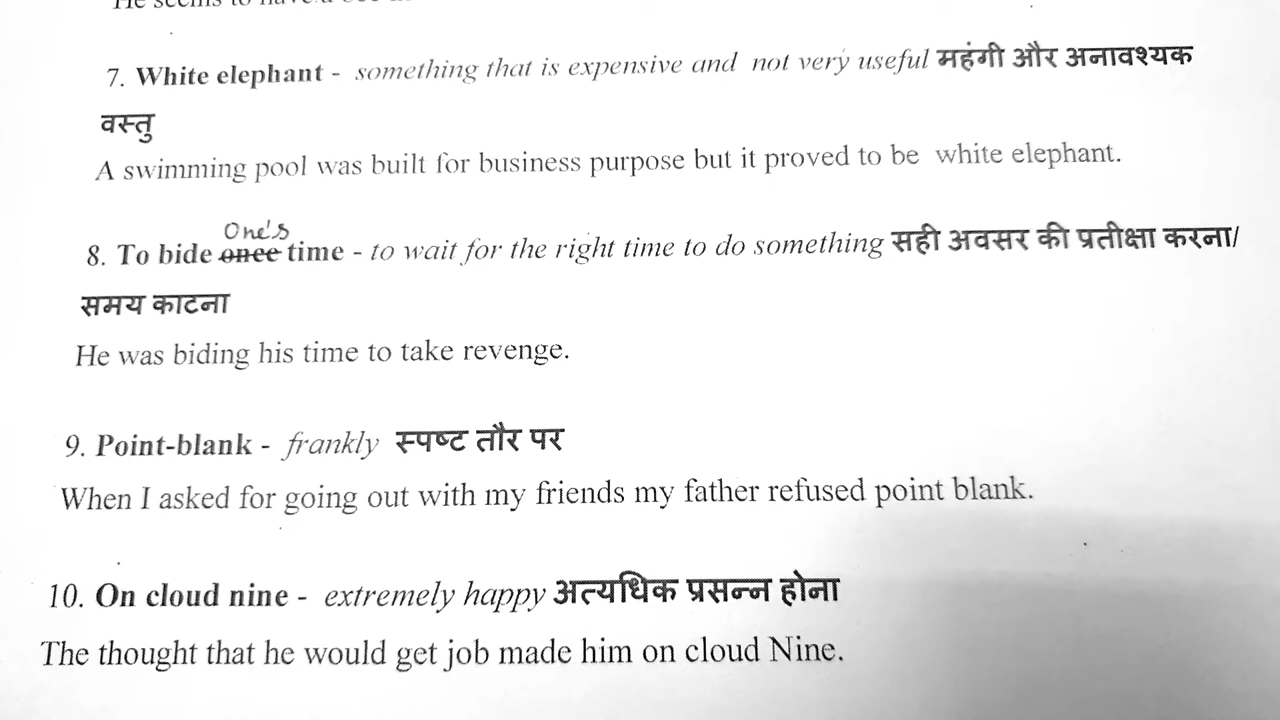 He seems to have a
7. White elephant - something that is expensive and not very useful महंगी और अनावश्यक
वस्तु
A swimming pool was built for business purpose but it proved to be white elephant.
One's
8. To bide once time - to wait for the right time to do something सही अवसर की प्रतीक्षा करना/
समय काटना
He was biding his time to take revenge.
9. Point-blank - frankly स्पष्ट तौर पर
When I asked for going out with my friends my father refused point blank.
10. On cloud nine - extremely happy अत्यधिक प्रसन्न होना
The thought that he would get job made him on cloud Nine.